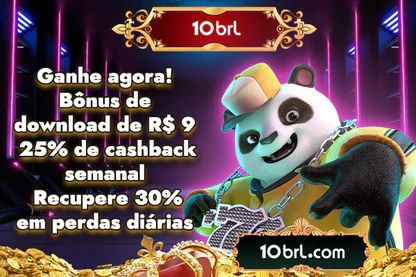 10brl
Ganhe agora!
Bônus de
download de R$ 9
25% de cashback
semanal
Recupere 30%
em perdas diárias
777
10brl.com